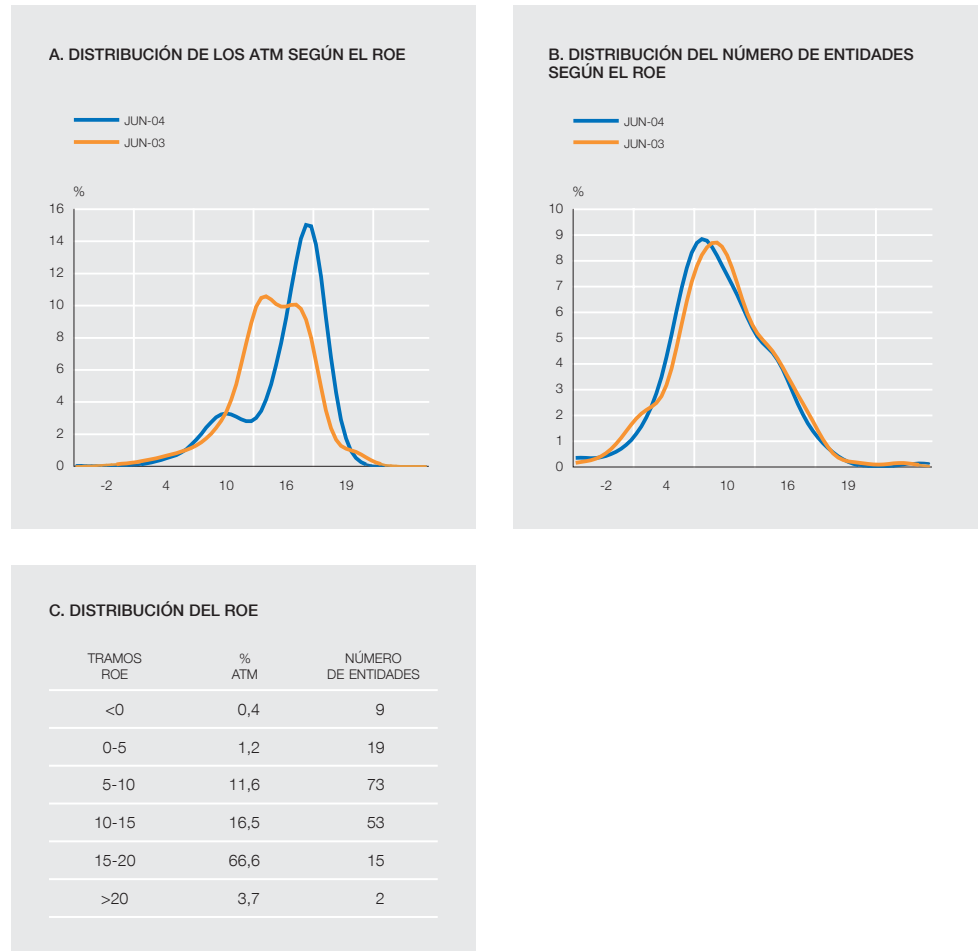 A. DISTRIBUCIÓN DE LOS ATM SEGÚN EL ROE
JUN-04
JUN-03
%
16
14
12
10
8
6
4
2
0
-2 4 10 16 19
B. DISTRIBUCIÓN DEL NÚMERO DE ENTIDADES
SEGÚN EL ROE
JUN-04
JUN-03
%
10
9
8
7
6
5
4
3
2
1
0
-2 4 10 16 19
C. DISTRIBUCIÓN DEL ROE
TRAMOS % NÚMERO
ROE ATM DE ENTIDADES
<0 0,4 9
0-5 1,2 19
5-10 11,6 73
10-15 16,5 53
15-20 66,6 15
>20 3,7 2